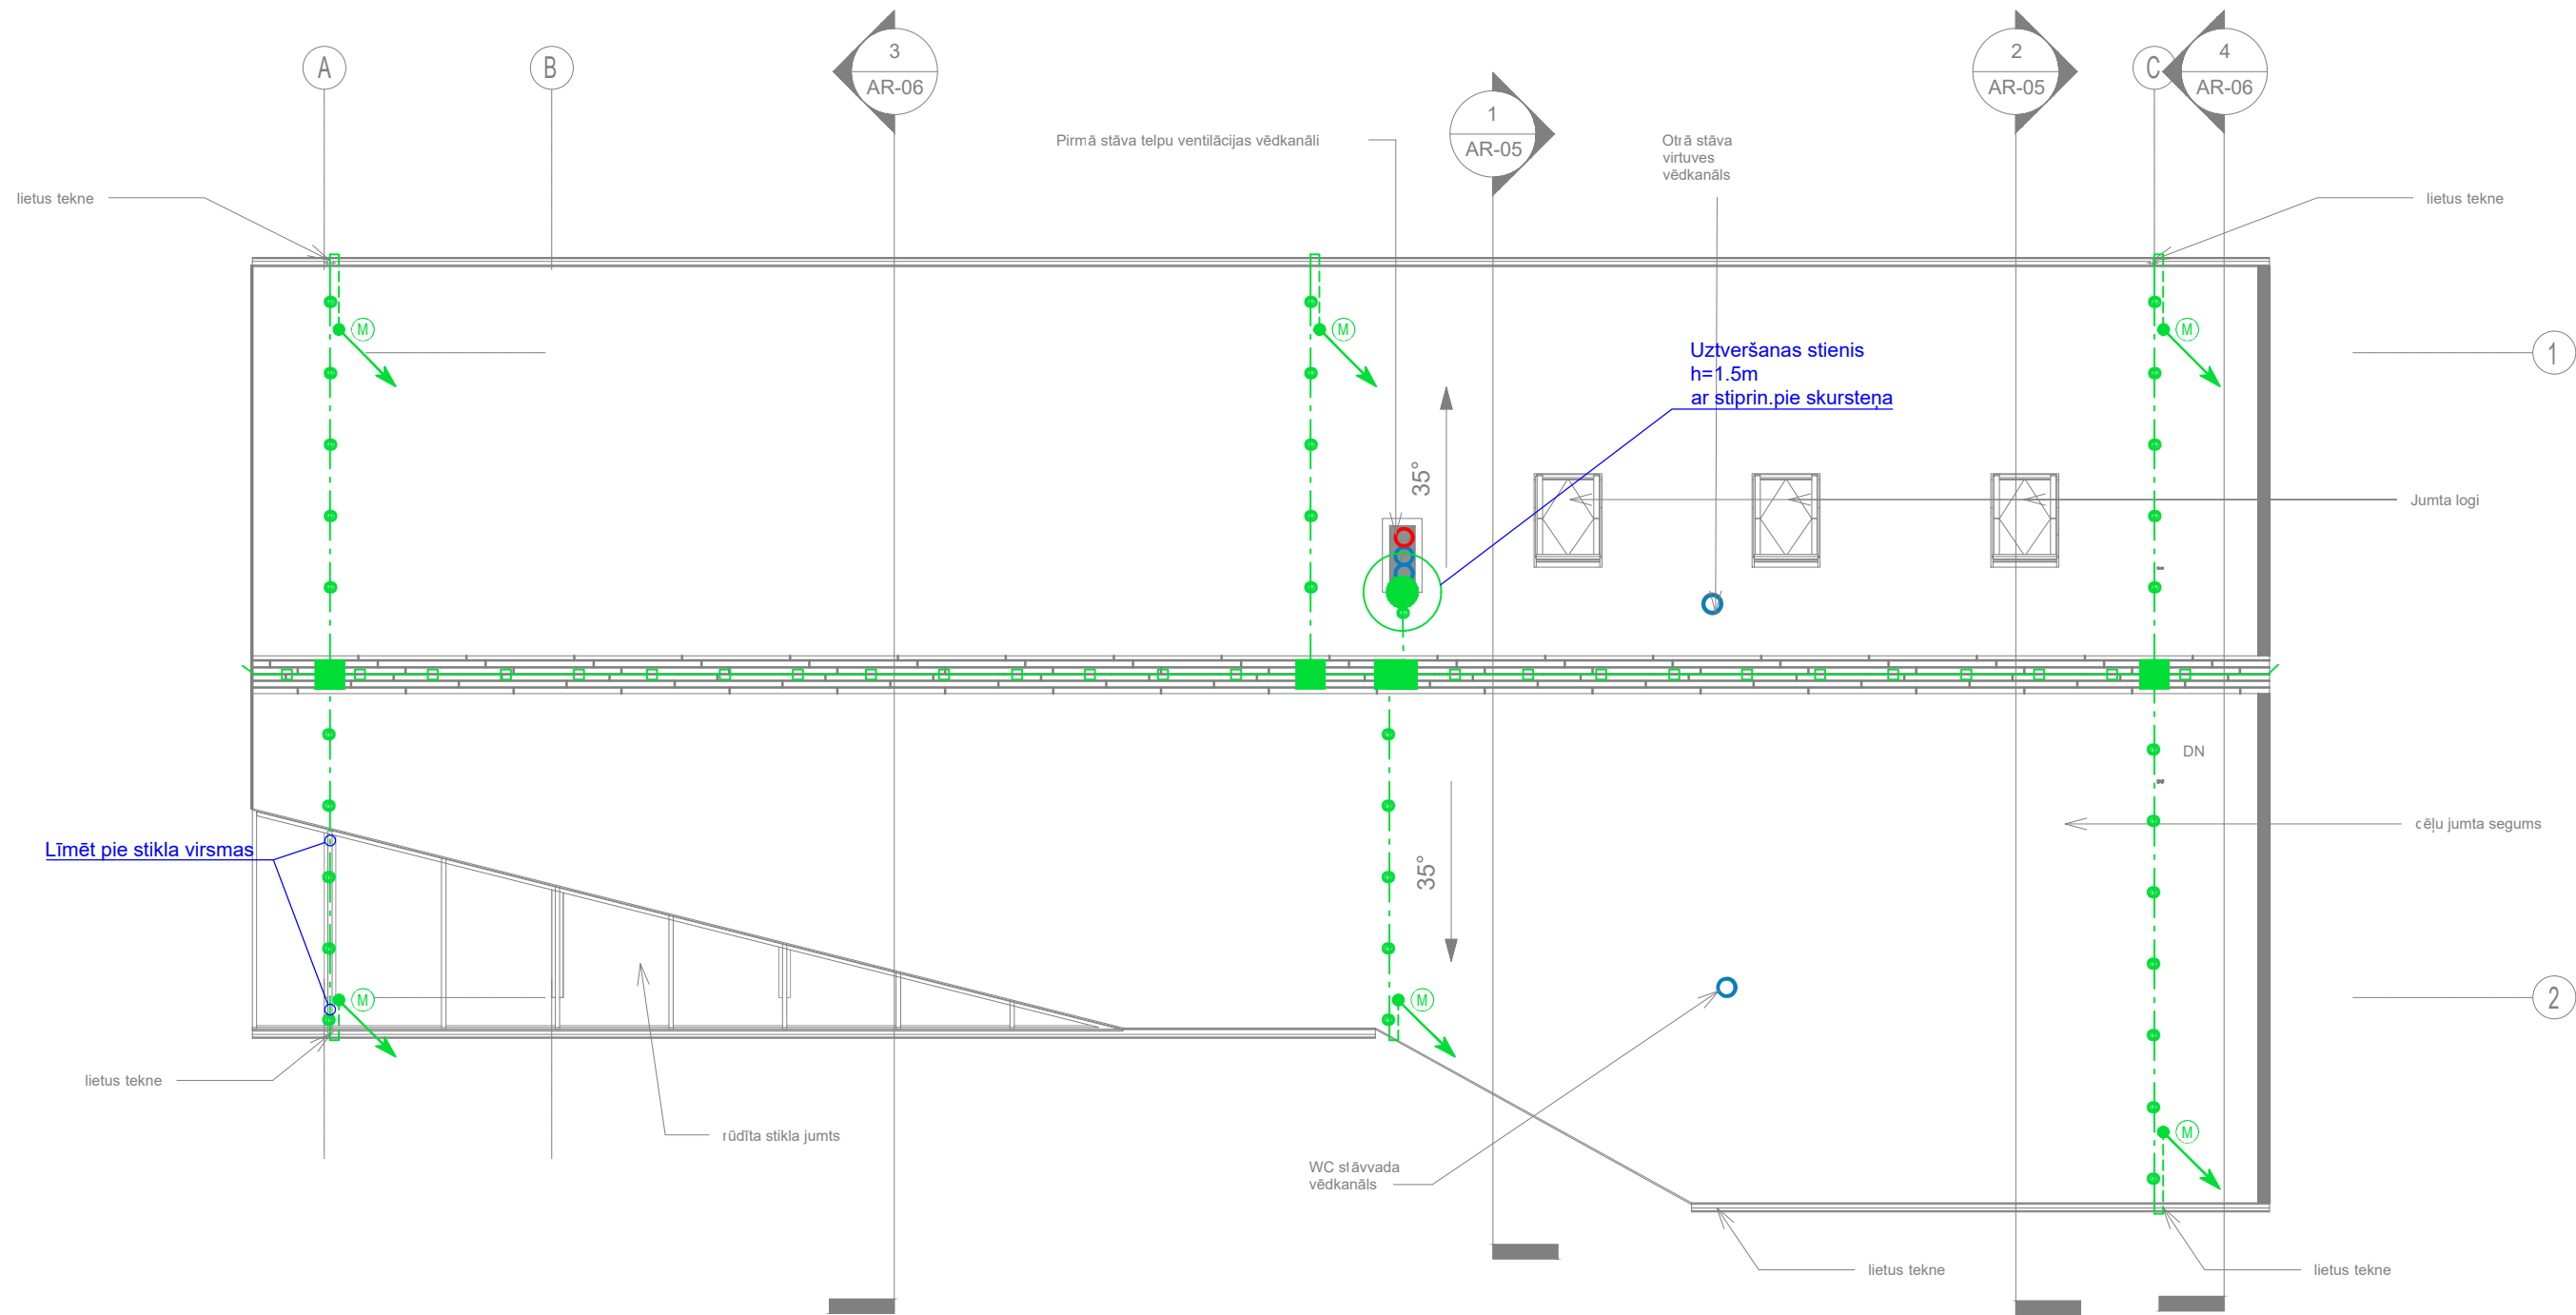 A
B
3
AR-06
1
AR-05
2
AR-05
C
4
AR-06
Pirmā stāva telpu ventilācijas vēdkanāli
Otrā stāva
virtuves
vēdkanāls
lietus tekne
lietus tekne
M
M
M
Uztveršanas stienis
h=1.5m
ar stiprin.pie skursteņa
1
35°
Jumta logi
DN
cēļu jumta segums
Līmēt pie stikla virsmas
35°
M
M
2
lietus tekne
rūdīta stikla jumts
WC stāvvada
vēdkanāls
M
lietus tekne
lietus tekne